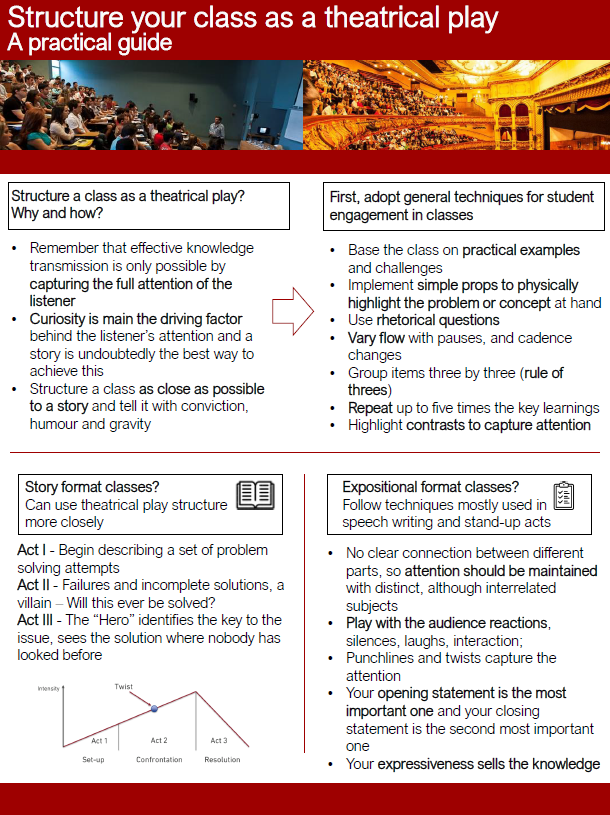 Structure your class as a theatrical play
A practical guide
Structure a class as a theatrical play?
Why and how?
• Remember that effective knowledge
transmission is only possible by
capturing the full attention of the
listener
• Curiosity is main the driving factor
behind the listener's attention and a
story is undoubtedly the best way to
achieve this
• Structure a class as close as possible
to a story and tell it with conviction,
humour and gravity
First, adopt general techniques for student
engagement in classes
• Base the class on practical examples
and challenges
• Implement simple props to physically
highlight the problem or concept at hand
• Use rhetorical questions
• Vary flow with pauses, and cadence
changes
• Group items three by three (rule of
threes)
• Repeat up to five times the key learnings
• Highlight contrasts to capture attention
Story format classes?
Can use theatrical play structure
more closely
Act I - Begin describing a set of problem
solving attempts
Act II - Failures and incomplete solutions, a
villain – Will this ever be solved?
Act III - The “Hero” identifies the key to the
issue, sees the solution where nobody has
looked before
Intensity
Twist
Act 1
Act 2
Act 3
Set-up
Confrontation
Resolution
Expositional format classes?
Follow techniques mostly used in
speech writing and stand-up acts
• No clear connection between different
parts, so attention should be maintained
with distinct, although interrelated
subjects
• Play with the audience reactions,
silences, laughs, interaction;
• Punchlines and twists capture the
attention
• Your opening statement is the most
important one and your closing
statement is the second most important
one
• Your expressiveness sells the knowledge